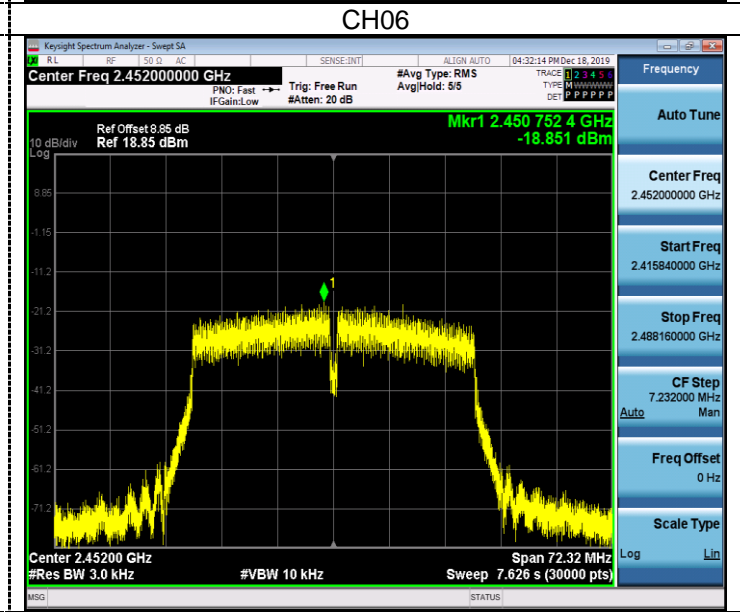 CH06
Keysight Spectrum Analyzer - Swept SA
RL RF 50 Ω AC SENSE:INT ALIGN AUTO 04:32:14 PM Dec 18, 2019
Center Freq 2.452000000 GHz
PNO: Fast
IFGain:Low
Trig: Free Run
#Atten: 20 dB
#Avg Type: RMS
Avg|Hold: 5/5
TRACE 1 2 3 4 5 6
TYPE M WWWWW
DET P P P P P P
Ref Offset 8.85 dB
10 dB/div Ref 18.85 dBm
Log
Mkr1 2.450 752 4 GHz
-18.851 dBm
8.85
-1.15
-11.2
-21.2
-31.2
-41.2
-51.2
-61.2
-71.2
1
Center 2.45200 GHz Span 72.32 MHz
#Res BW 3.0 kHz #VBW 10 kHz Sweep 7.626 s (30000 pts)
MSG STATUS
Frequency
Auto Tune
Center Freq
2.452000000 GHz
Start Freq
2.415840000 GHz
Stop Freq
2.488160000 GHz
CF Step
7.232000 MHz
Auto Man
Freq Offset
0 Hz
Scale Type
Log Lin